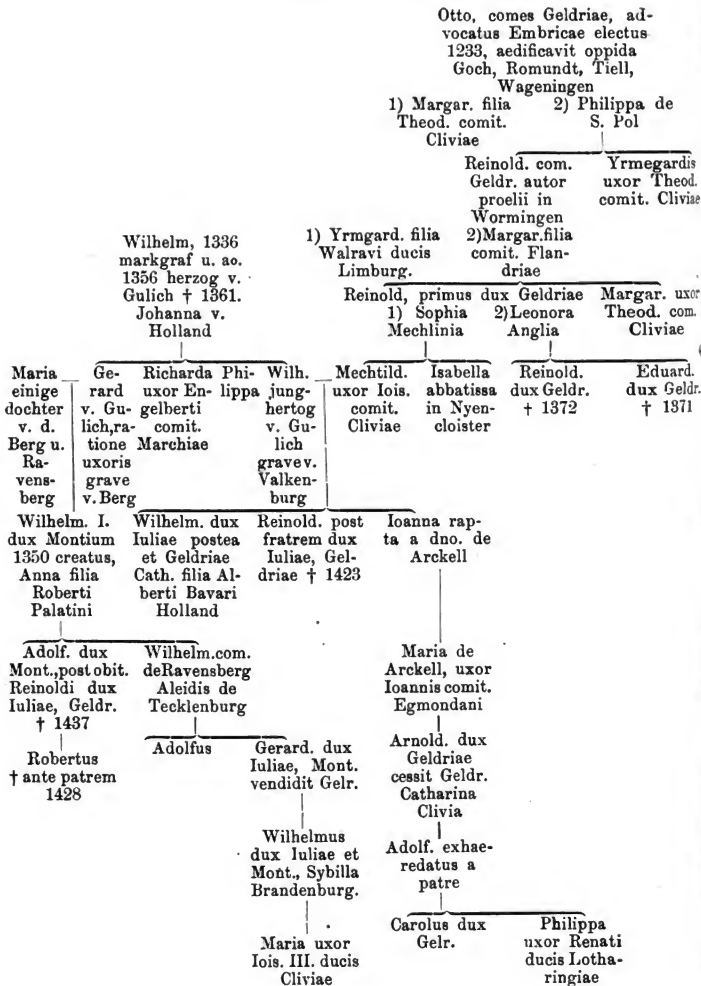 Otto, comes Geldriae, ad-
vocatus Embricae electus
1233, aedificavit oppida
Goch, Romundt, Tiell,
Wageningen
1) Margar. filia
Theod. comit.
Cliviae
2) Philippa de
S. Pol
Reinold. com.
Geldr. autor
proelii in
Wormingen
2)Margar.filia
comit. Flan-
driae
Yrmegardis
uxor Theod.
comit. Cliviae
1) Yrmgard. filia
Walravi ducis
Limburg.
Wilhelm, 1336
markgraf u. ao.
1356 herzog v.
Gulich † 1361.
Johanna v.
Holland
Reinold, primus dux Geldriae
1) Sophia
Mechlinia
2)Leonora
Anglia
Margar. uxor
Theod. com.
Cliviae
Maria
einige
dochter
v. d.
Berg u.
Ra-
vens-
berg
Ge-
rard
v. Gu-
lich,ra-
tione
uxoris
grave
v. Berg
Richarda
uxor En-
gelberti
comit.
Marchiae
Phi-
lippa
Wilh.
jung-
hertog
v. Gu-
lich
grave v.
Valken-
burg
Mechtild.
uxor Iois.
comit.
Cliviae
Isabella
abbatissa
in Nyen-
cloister
Reinold.
dux Geldr.
† 1372
Eduard.
dux Geldr.
† 1371
Wilhelm. I.
dux Montium
1350 creatus,
Anna filia
Roberti
Palatini
Wilhelm. dux
Iuliae postea
et Geldriae
Cath. filia Al-
berti Bavari
Holland
Reinold. post
fratrem dux
Iuliae, Gel-
driae † 1423
Ioanna rap-
ta a dno. de
Arckell
Adolf. dux
Mont.,post obit.
Reinoldi dux
Iuliae, Geldr.
† 1437
Wilhelm.com.
deRavensberg
Aleidis de
Tecklenburg
Maria de
Arckell, uxor
Ioannis comit.
Egmondani
Robertus
† ante patrem
1428
Adolfus
Gerard. dux
Iuliae, Mont.
vendidit Gelr.
Arnold. dux
Geldriae
cessit Geldr.
Catharina
Clivia
Wilhelmus
dux Iuliae et
Mont., Sybilla
Brandenburg.
Adolf. exhae-
redatus a
patre
Maria uxor
Iois. III. ducis
Cliviae
Carolus dux
Gelr.
Philippa
uxor Renati
ducis Lotha-
ringiae